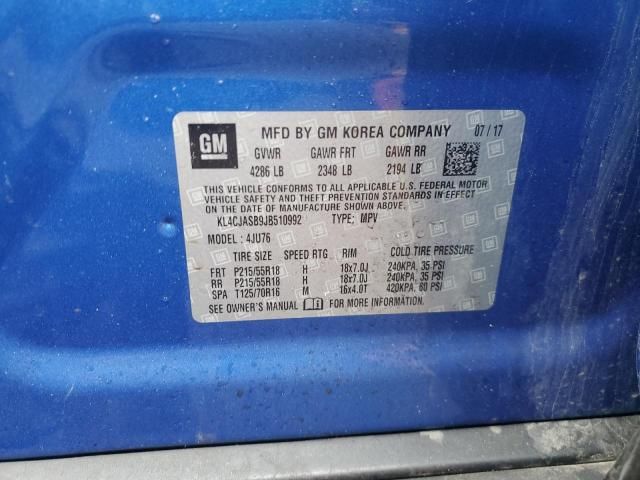 GM
MFD BY GM KOREA COMPANY 07/17
GVWR GAWR FRT GAWR RR
4286 LB 2348 LB 2194 LB
THIS VEHICLE CONFORMS TO ALL APPLICABLE U.S. FEDERAL MOTOR
VEHICLE SAFETY, BUMPER, AND THEFT PREVENTION STANDARDS IN EFFECT ON
THE DATE OF MANUFACTURE SHOWN ABOVE.
KL4CJASB9JB510992 TYPE: MPV
MODEL: 4JU76
TIRE SIZE SPEED RTG RIM COLD TIRE PRESSURE
FRT P215/55R18 H 18x7.0J 240KPA, 35 PSI
RR P215/55R18 H 18x7.0J 240KPA, 35 PSI
SPA T125/70R16 M 16x4.0T 420KPA, 60 PSI
SEE OWNER'S MANUAL FOR MORE INFORMATION.